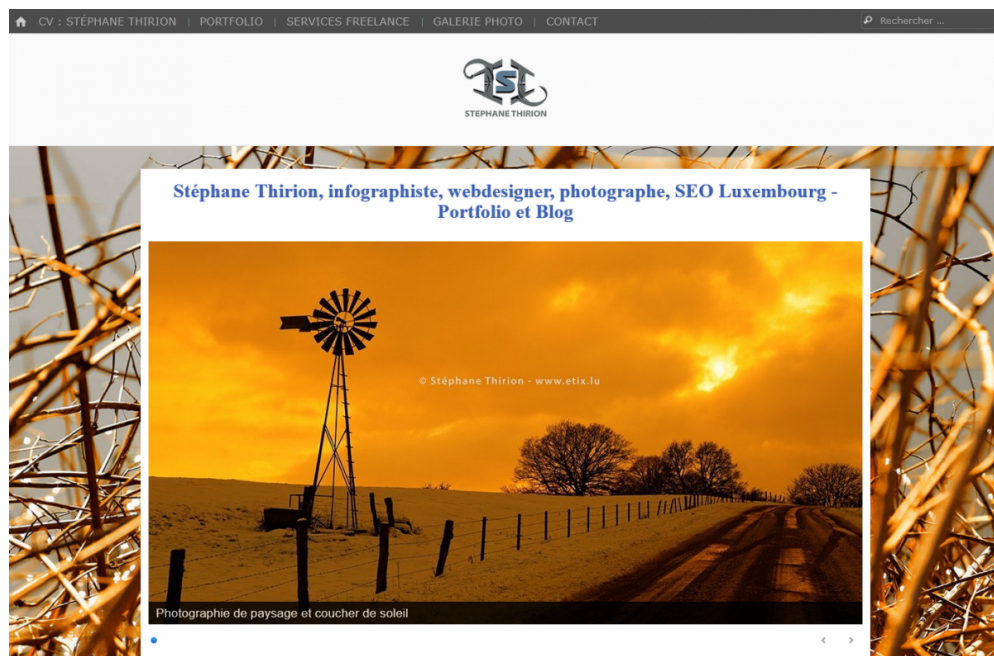 CV : STÉPHANE THIRION | PORTFOLIO | SERVICES FREELANCE | GALERIE PHOTO | CONTACT
Rechercher ...
TSI
STEPHANE THIRION
Stéphane Thirion, infographiste, webdesigner, photographe, SEO Luxembourg -
Portfolio et Blog
© Stéphane Thirion - www.etix.lu
Photographie de paysage et coucher de soleil